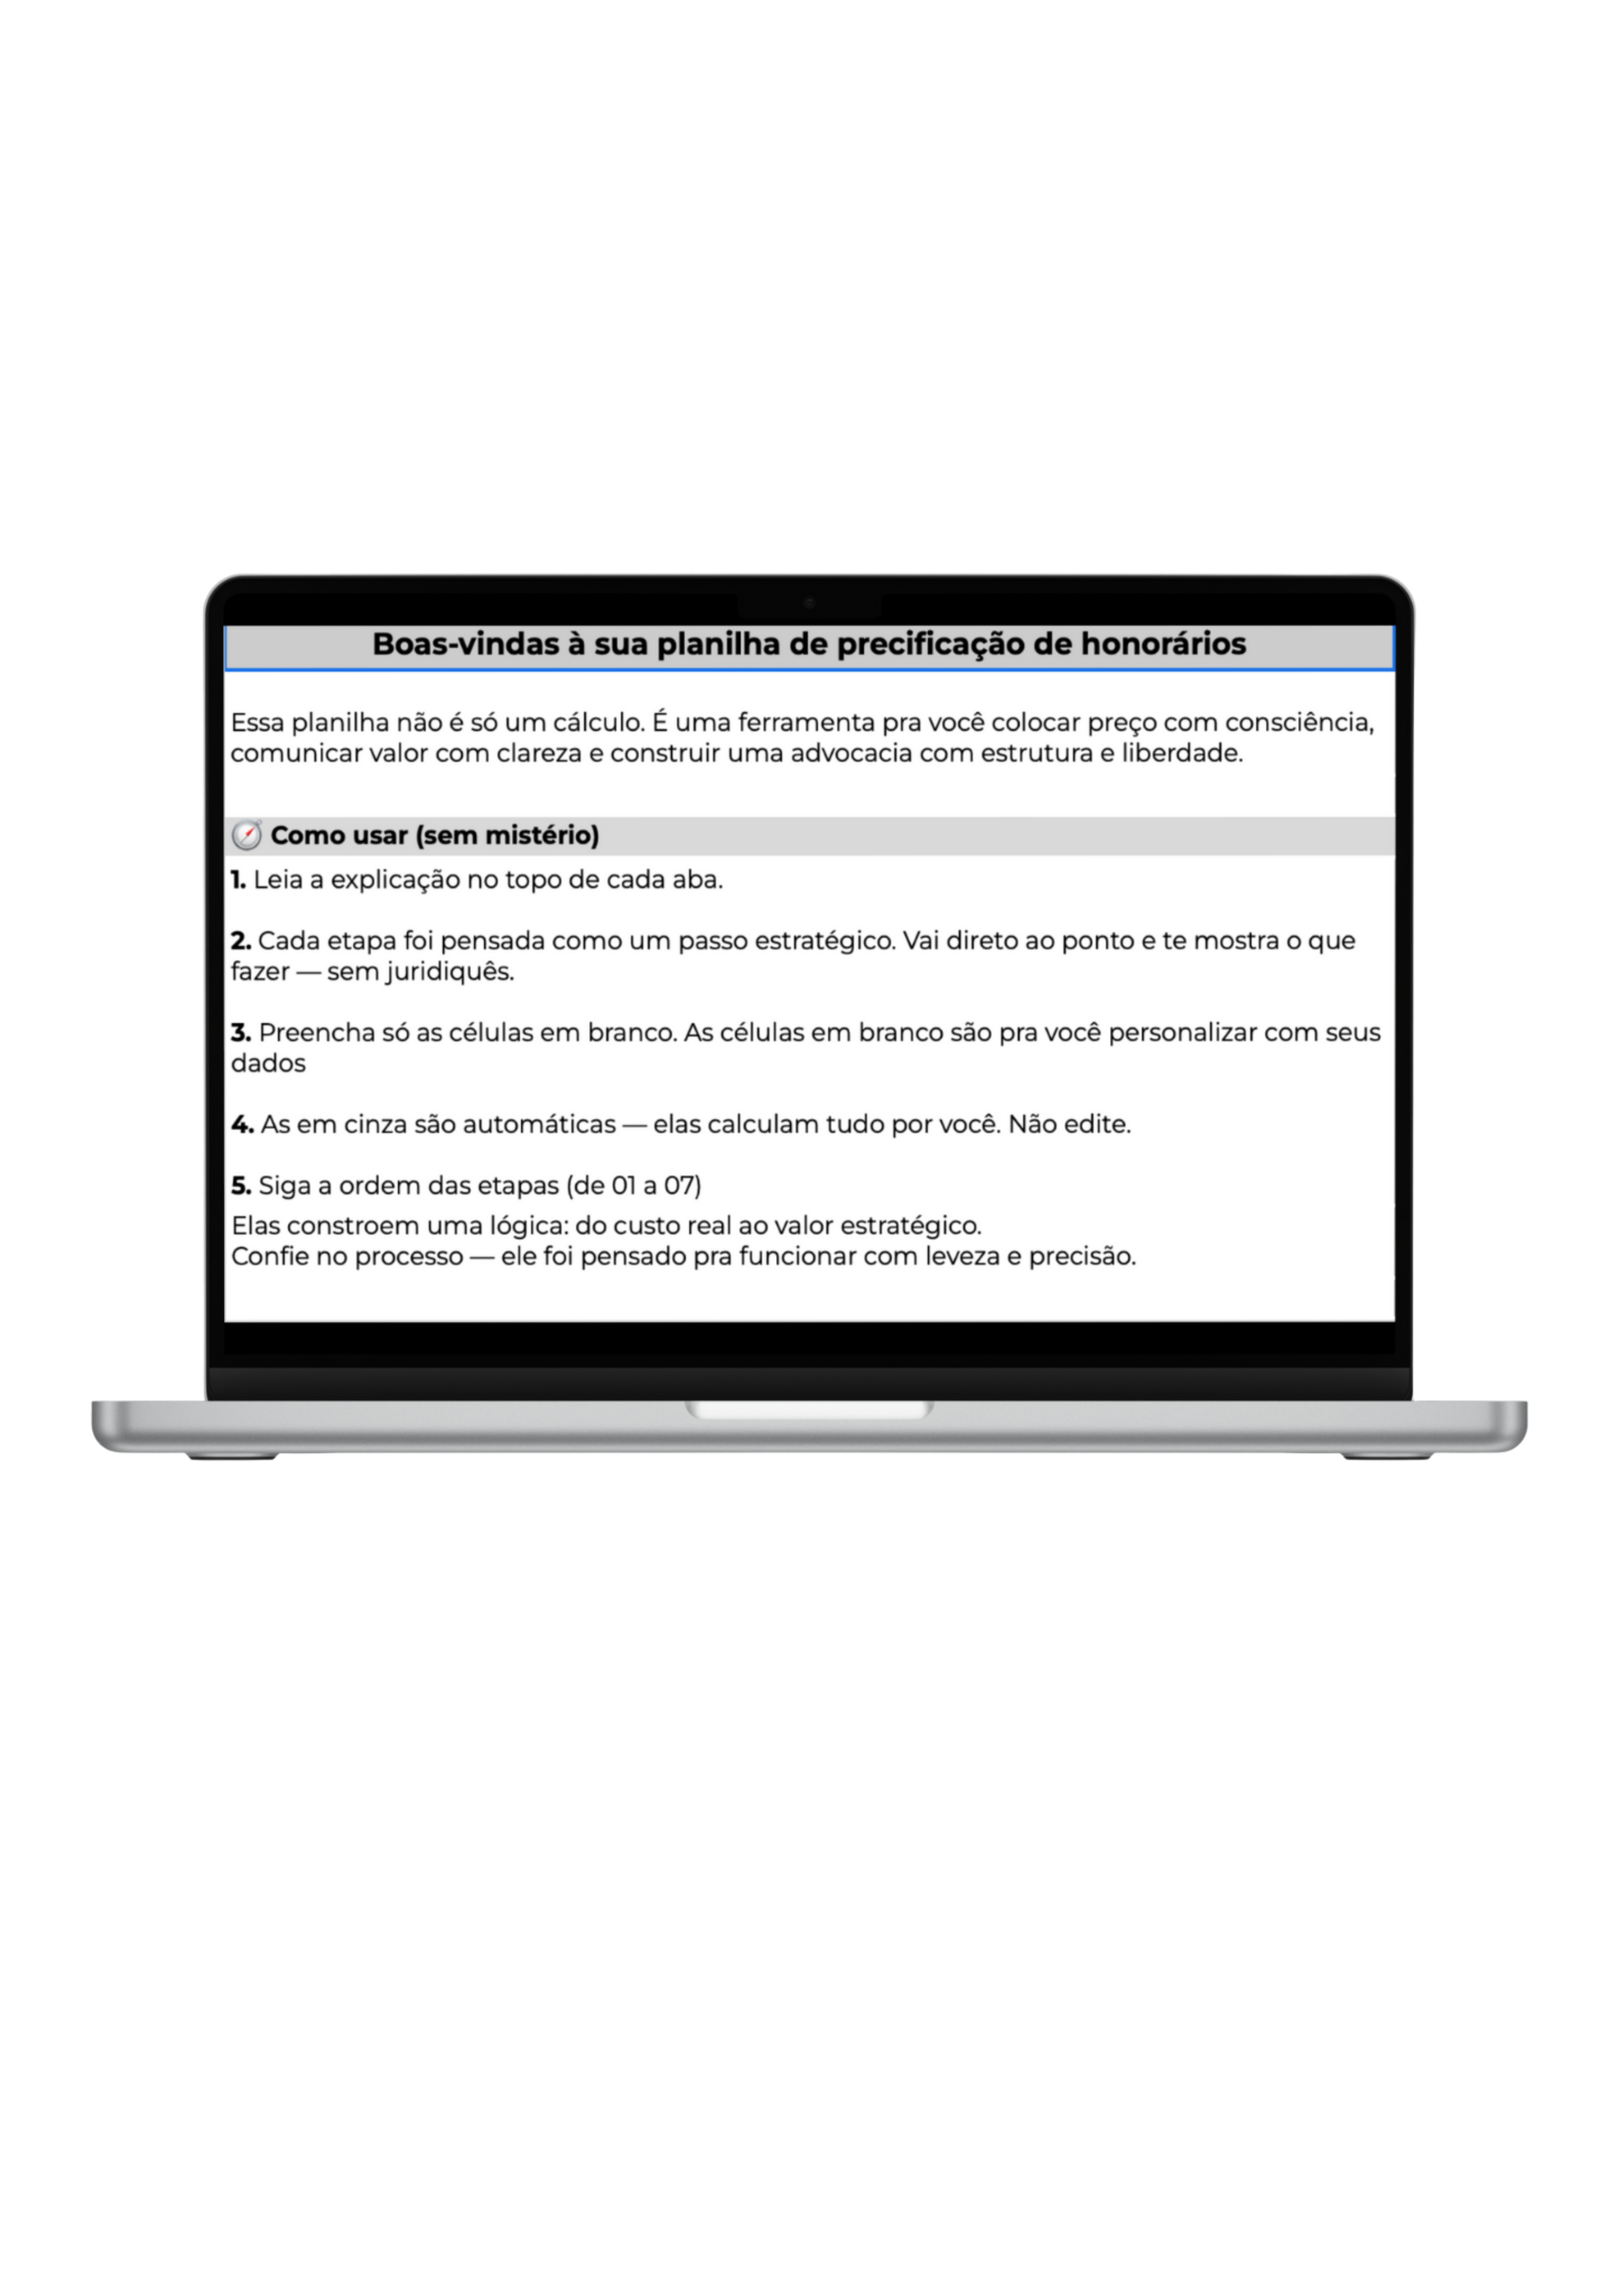 Boas-vindas à sua planilha de precificação de honorários
Essa planilha não é só um cálculo. É uma ferramenta pra você colocar preço com consciência,
comunicar valor com clareza e construir uma advocacia com estrutura e liberdade.
Como usar (sem mistério)
1. Leia a explicação no topo de cada aba.
2. Cada etapa foi pensada como um passo estratégico. Vai direto ao ponto e te mostra o que
fazer — sem juridiquês.
3. Preencha só as células em branco. As células em branco são pra você personalizar com seus
dados
4. As em cinza são automáticas — elas calculam tudo por você. Não edite.
5. Siga a ordem das etapas (de 01 a 07)
Elas constroem uma lógica: do custo real ao valor estratégico.
Confie no processo — ele foi pensado pra funcionar com leveza e precisão.